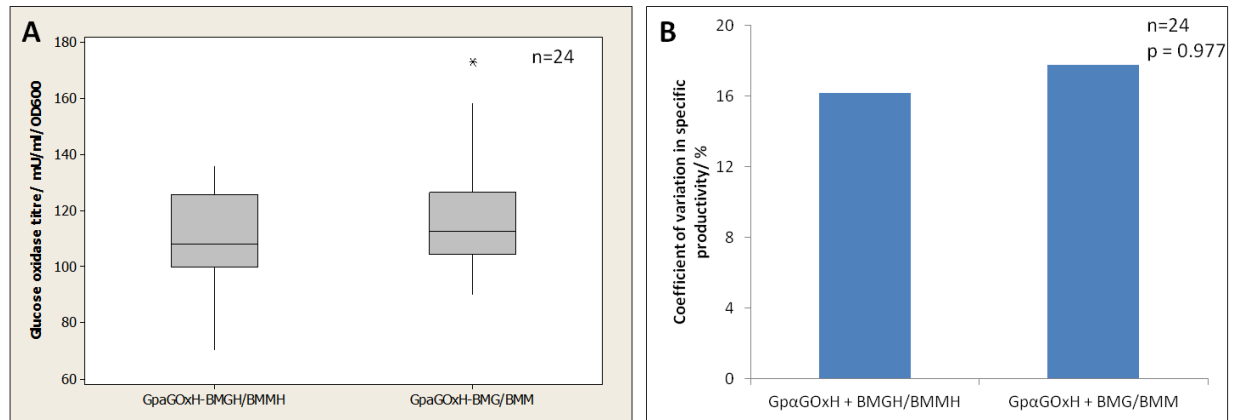 A
Glucose oxidase titre/ mU/ml/OD600
180
160
140
120
100
80
60
n=24
GpaGOxH-BMGH/BMMH
GpaGOxH-BMG/BMM
B
Coefficient of variation in specific
productivity/ %
20
16
12
8
4
0
n=24
p = 0.977
GpαGOxH + BMGH/BMMH
GpαGOxH + BMG/BMM